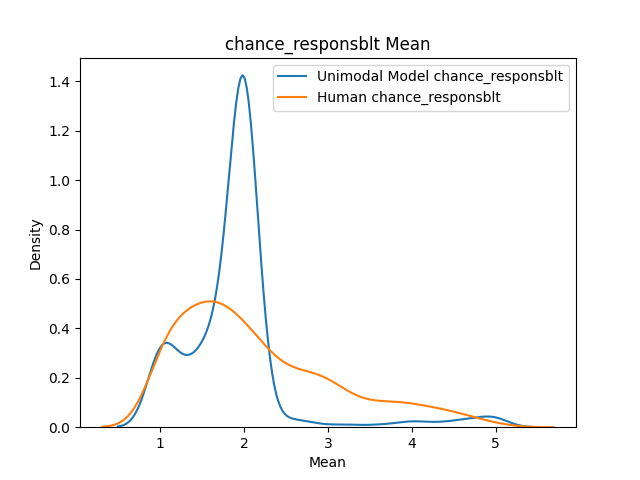 chance_responsblt Mean
Unimodal Model chance_responsblt
Human chance_responsblt
Density
1.4
1.2
1.0
0.8
0.6
0.4
0.2
0.0
1 2 3 4 5
Mean